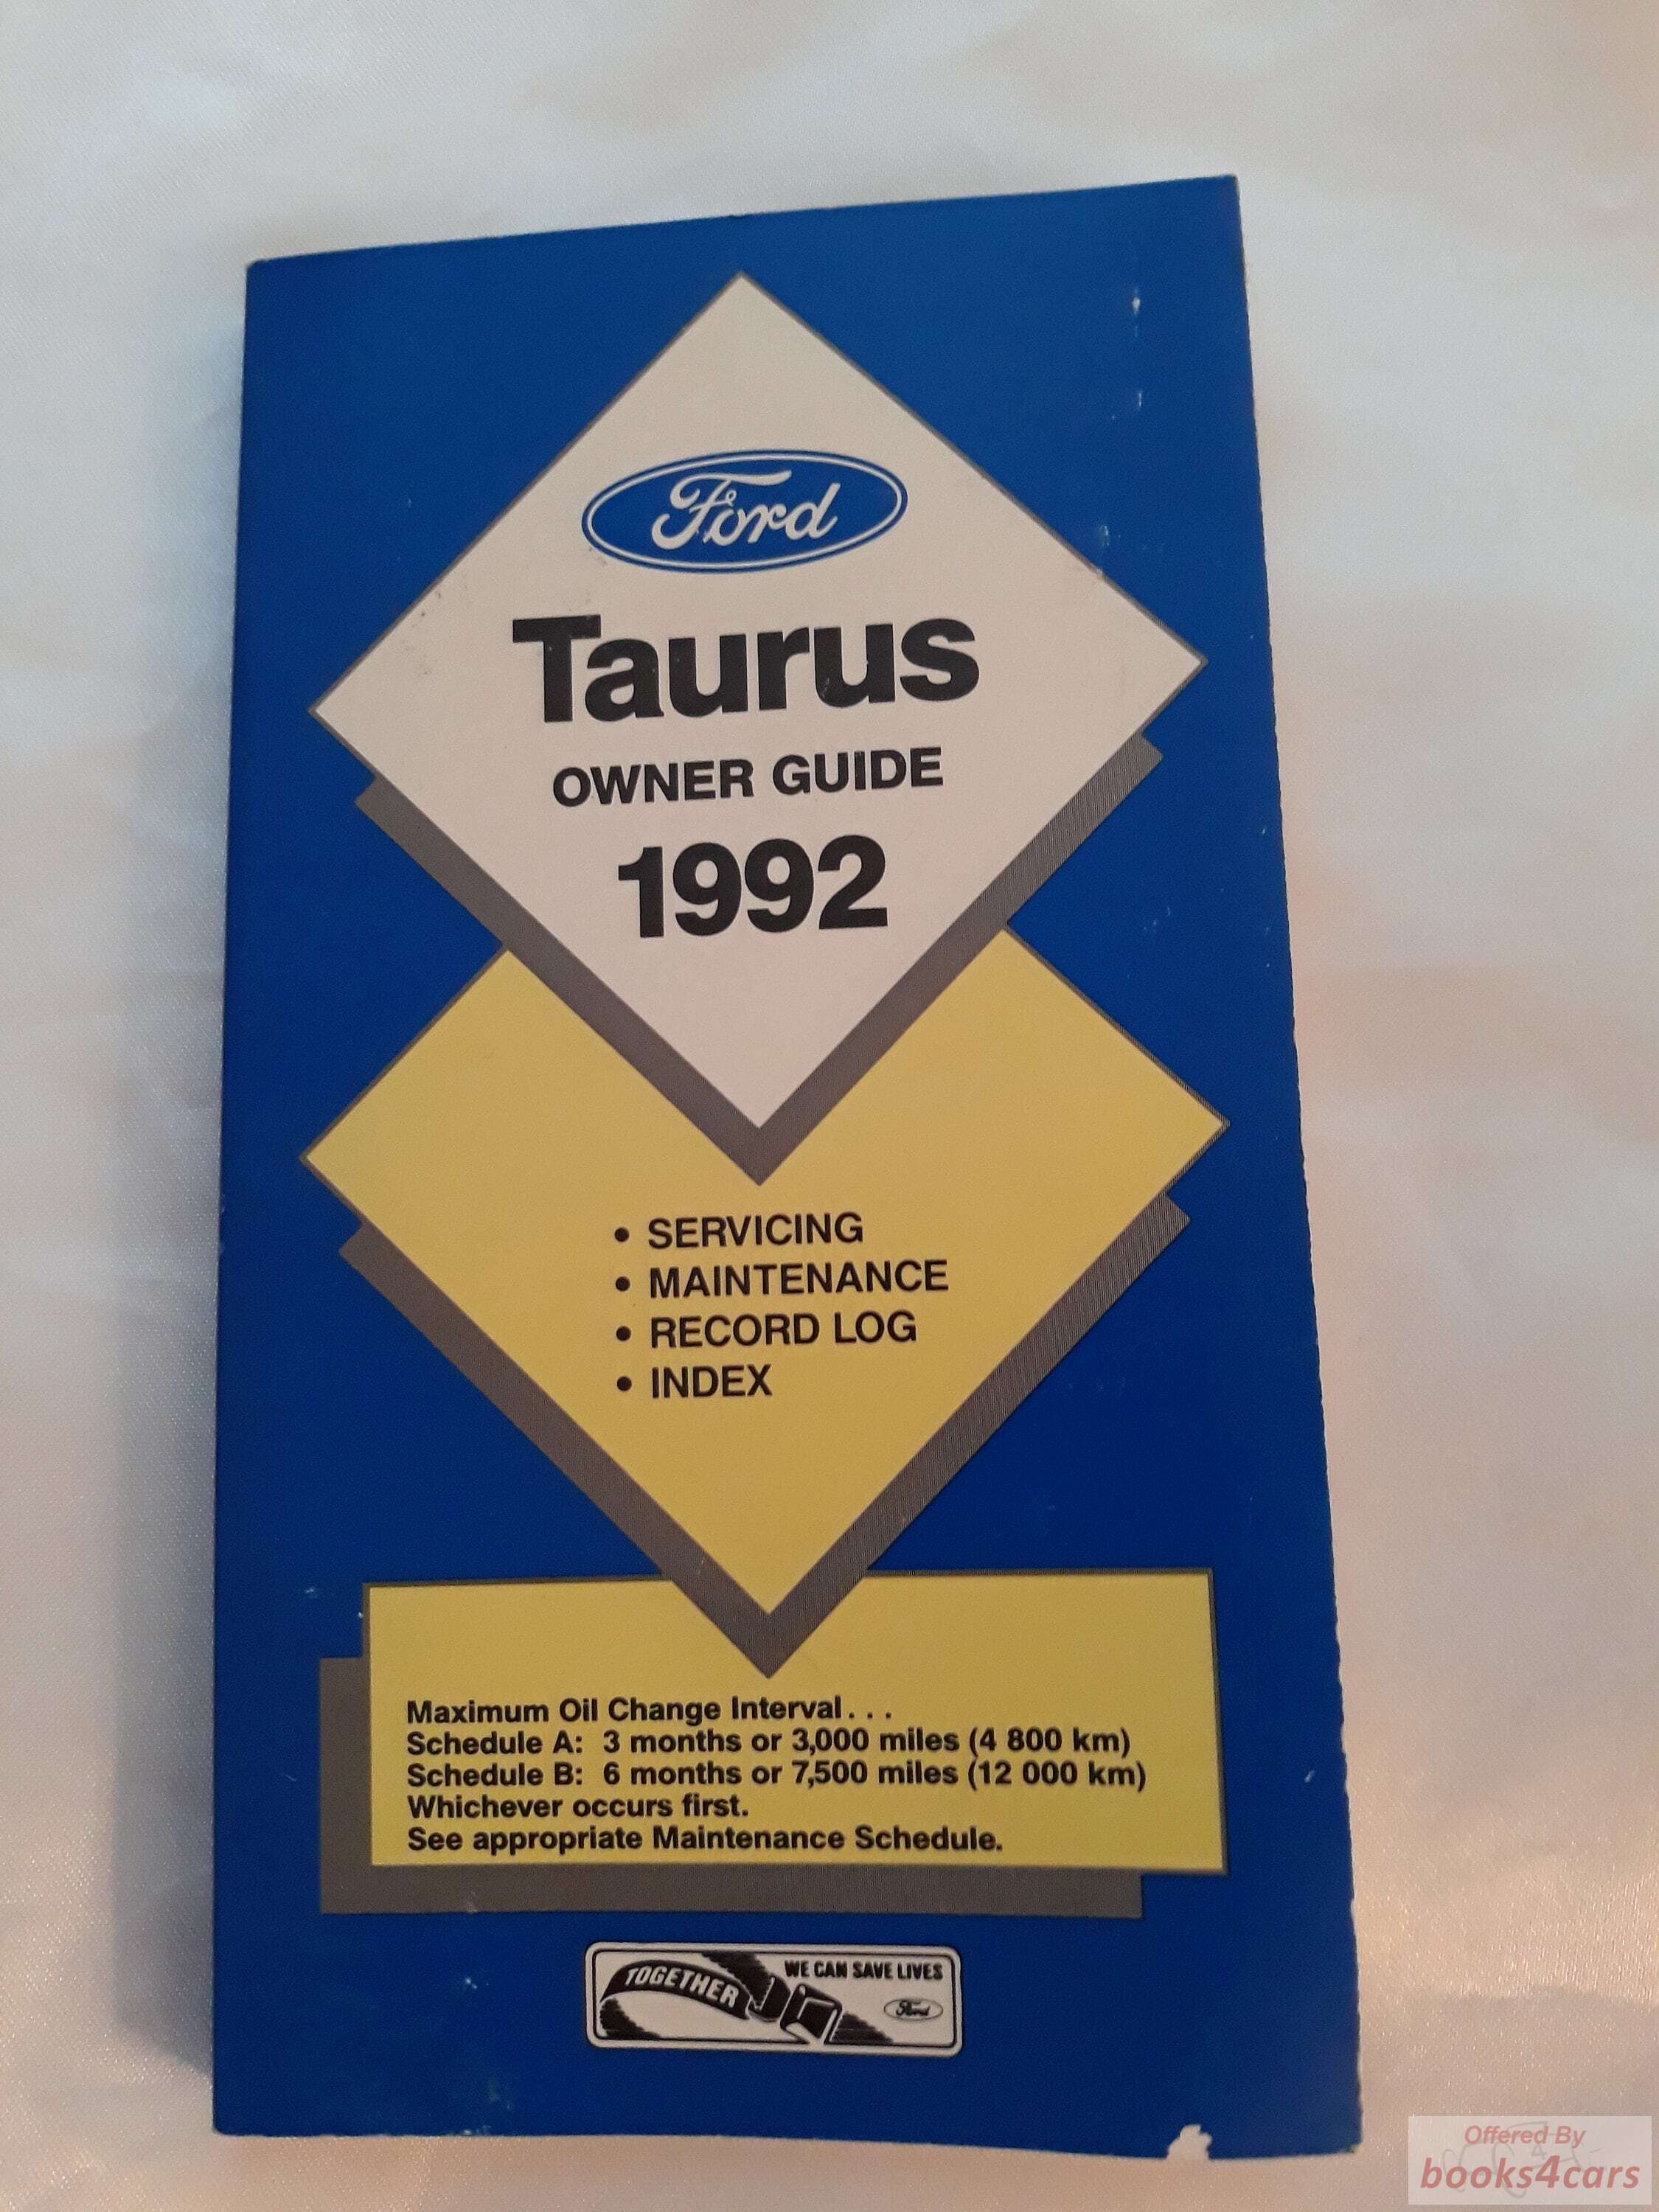 Ford
Taurus
OWNER GUIDE
1992
• SERVICING
• MAINTENANCE
• RECORD LOG
• INDEX
Maximum Oil Change Interval...
Schedule A: 3 months or 3,000 miles (4 800 km)
Schedule B: 6 months or 7,500 miles (12 000 km)
Whichever occurs first.
See appropriate Maintenance Schedule.
TOGETHER
WE CAN SAVE LIVES
Ford
Offered By
books4cars